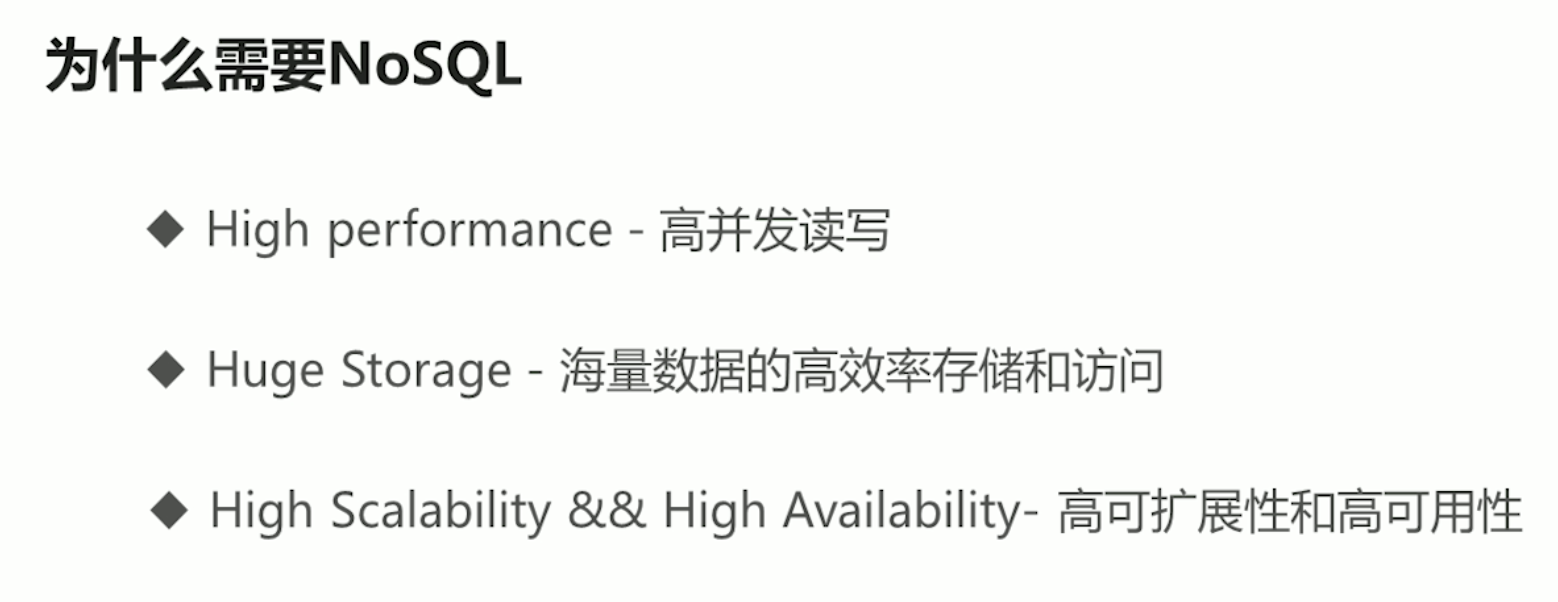 为什么需要NoSQL
◆ High performance - 高并发读写
◆ Huge Storage - 海量数据的高效率存储和访问
◆ High Scalability && High Availability- 高可扩展性和高可用性